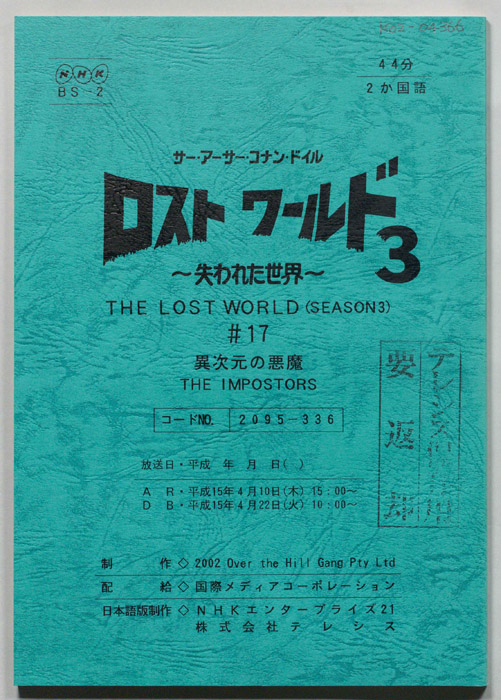 NHK
BS-2
44分
2か国語
サー・アーサー・コナン・ドイル
ロスト ワールド3
～失われた世界～
THE LOST WORLD (SEASON3)
#17
異次元の悪魔
THE IMPOSTORS
コードNO. 2095-336
要返却
放送日・平成　年　月　日(　)
AR・平成15年4月10日(木) 15:00～
DB・平成15年4月22日(火) 10:00～
制作◇2002 Over the Hill Gang Pty Ltd
配給◇国際メディアコーポレーション
日本語版制作◇NHKエンタープライズ21
株式会社テレシス